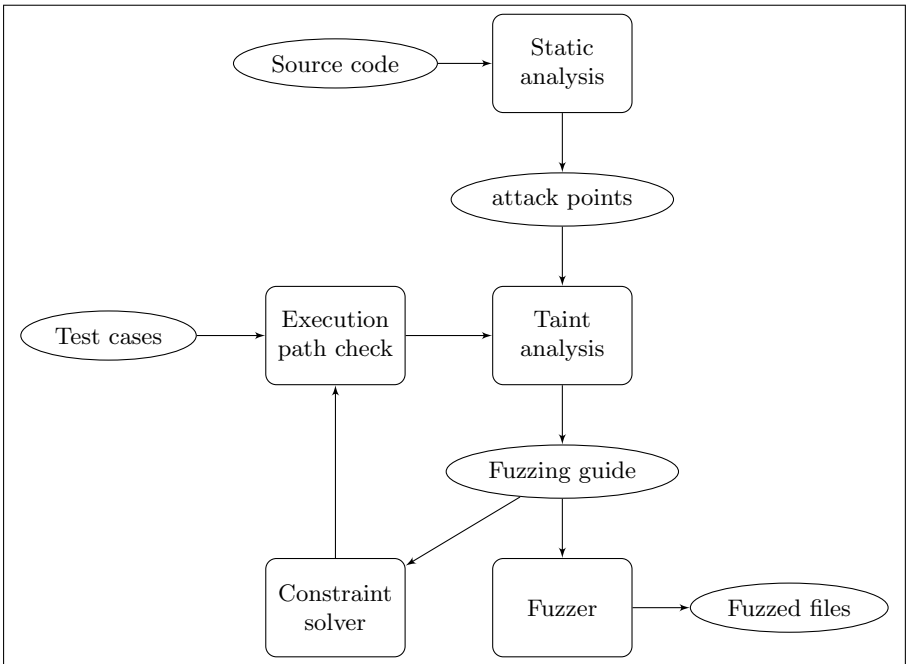 Source code
Static
analysis
attack points
Test cases
Execution
path check
Taint
analysis
Fuzzing guide
Constraint
solver
Fuzzer
Fuzzed files